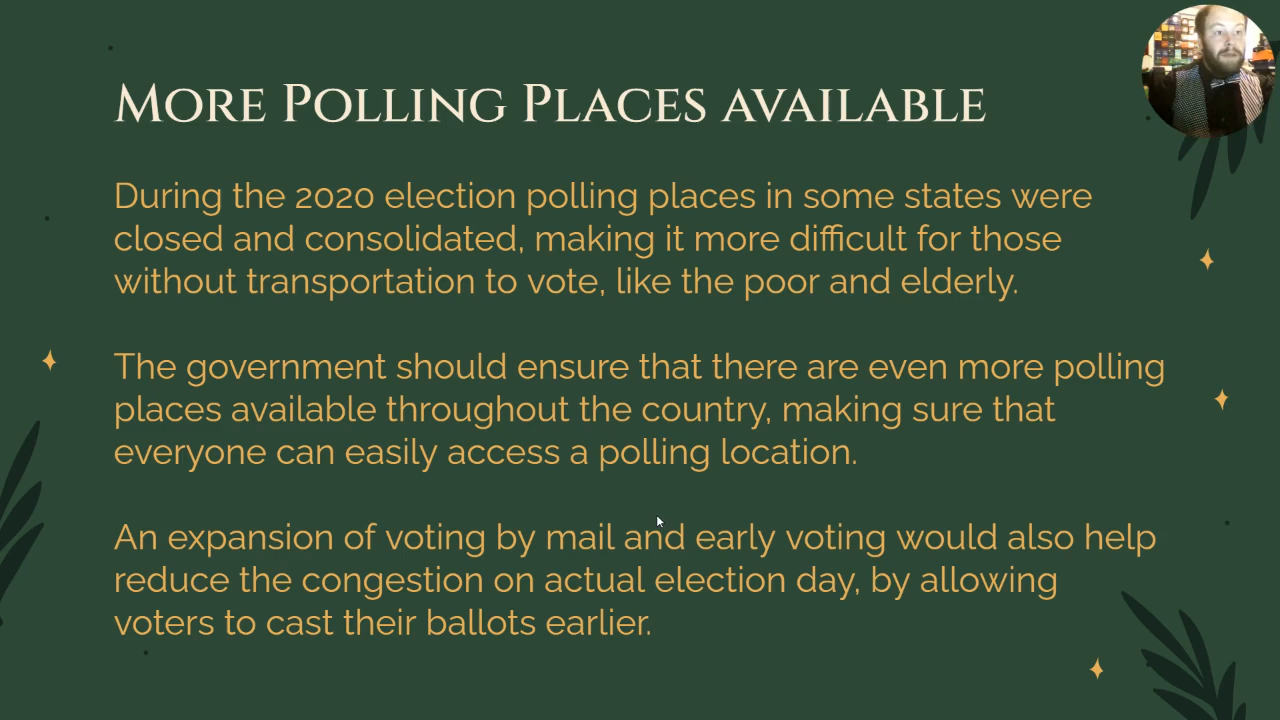 More Polling Places available
During the 2020 election polling places in some states were
closed and consolidated, making it more difficult for those
without transportation to vote, like the poor and elderly.
The government should ensure that there are even more polling
places available throughout the country, making sure that
everyone can easily access a polling location.
An expansion of voting by mail and early voting would also help
reduce the congestion on actual election day, by allowing
voters to cast their ballots earlier.